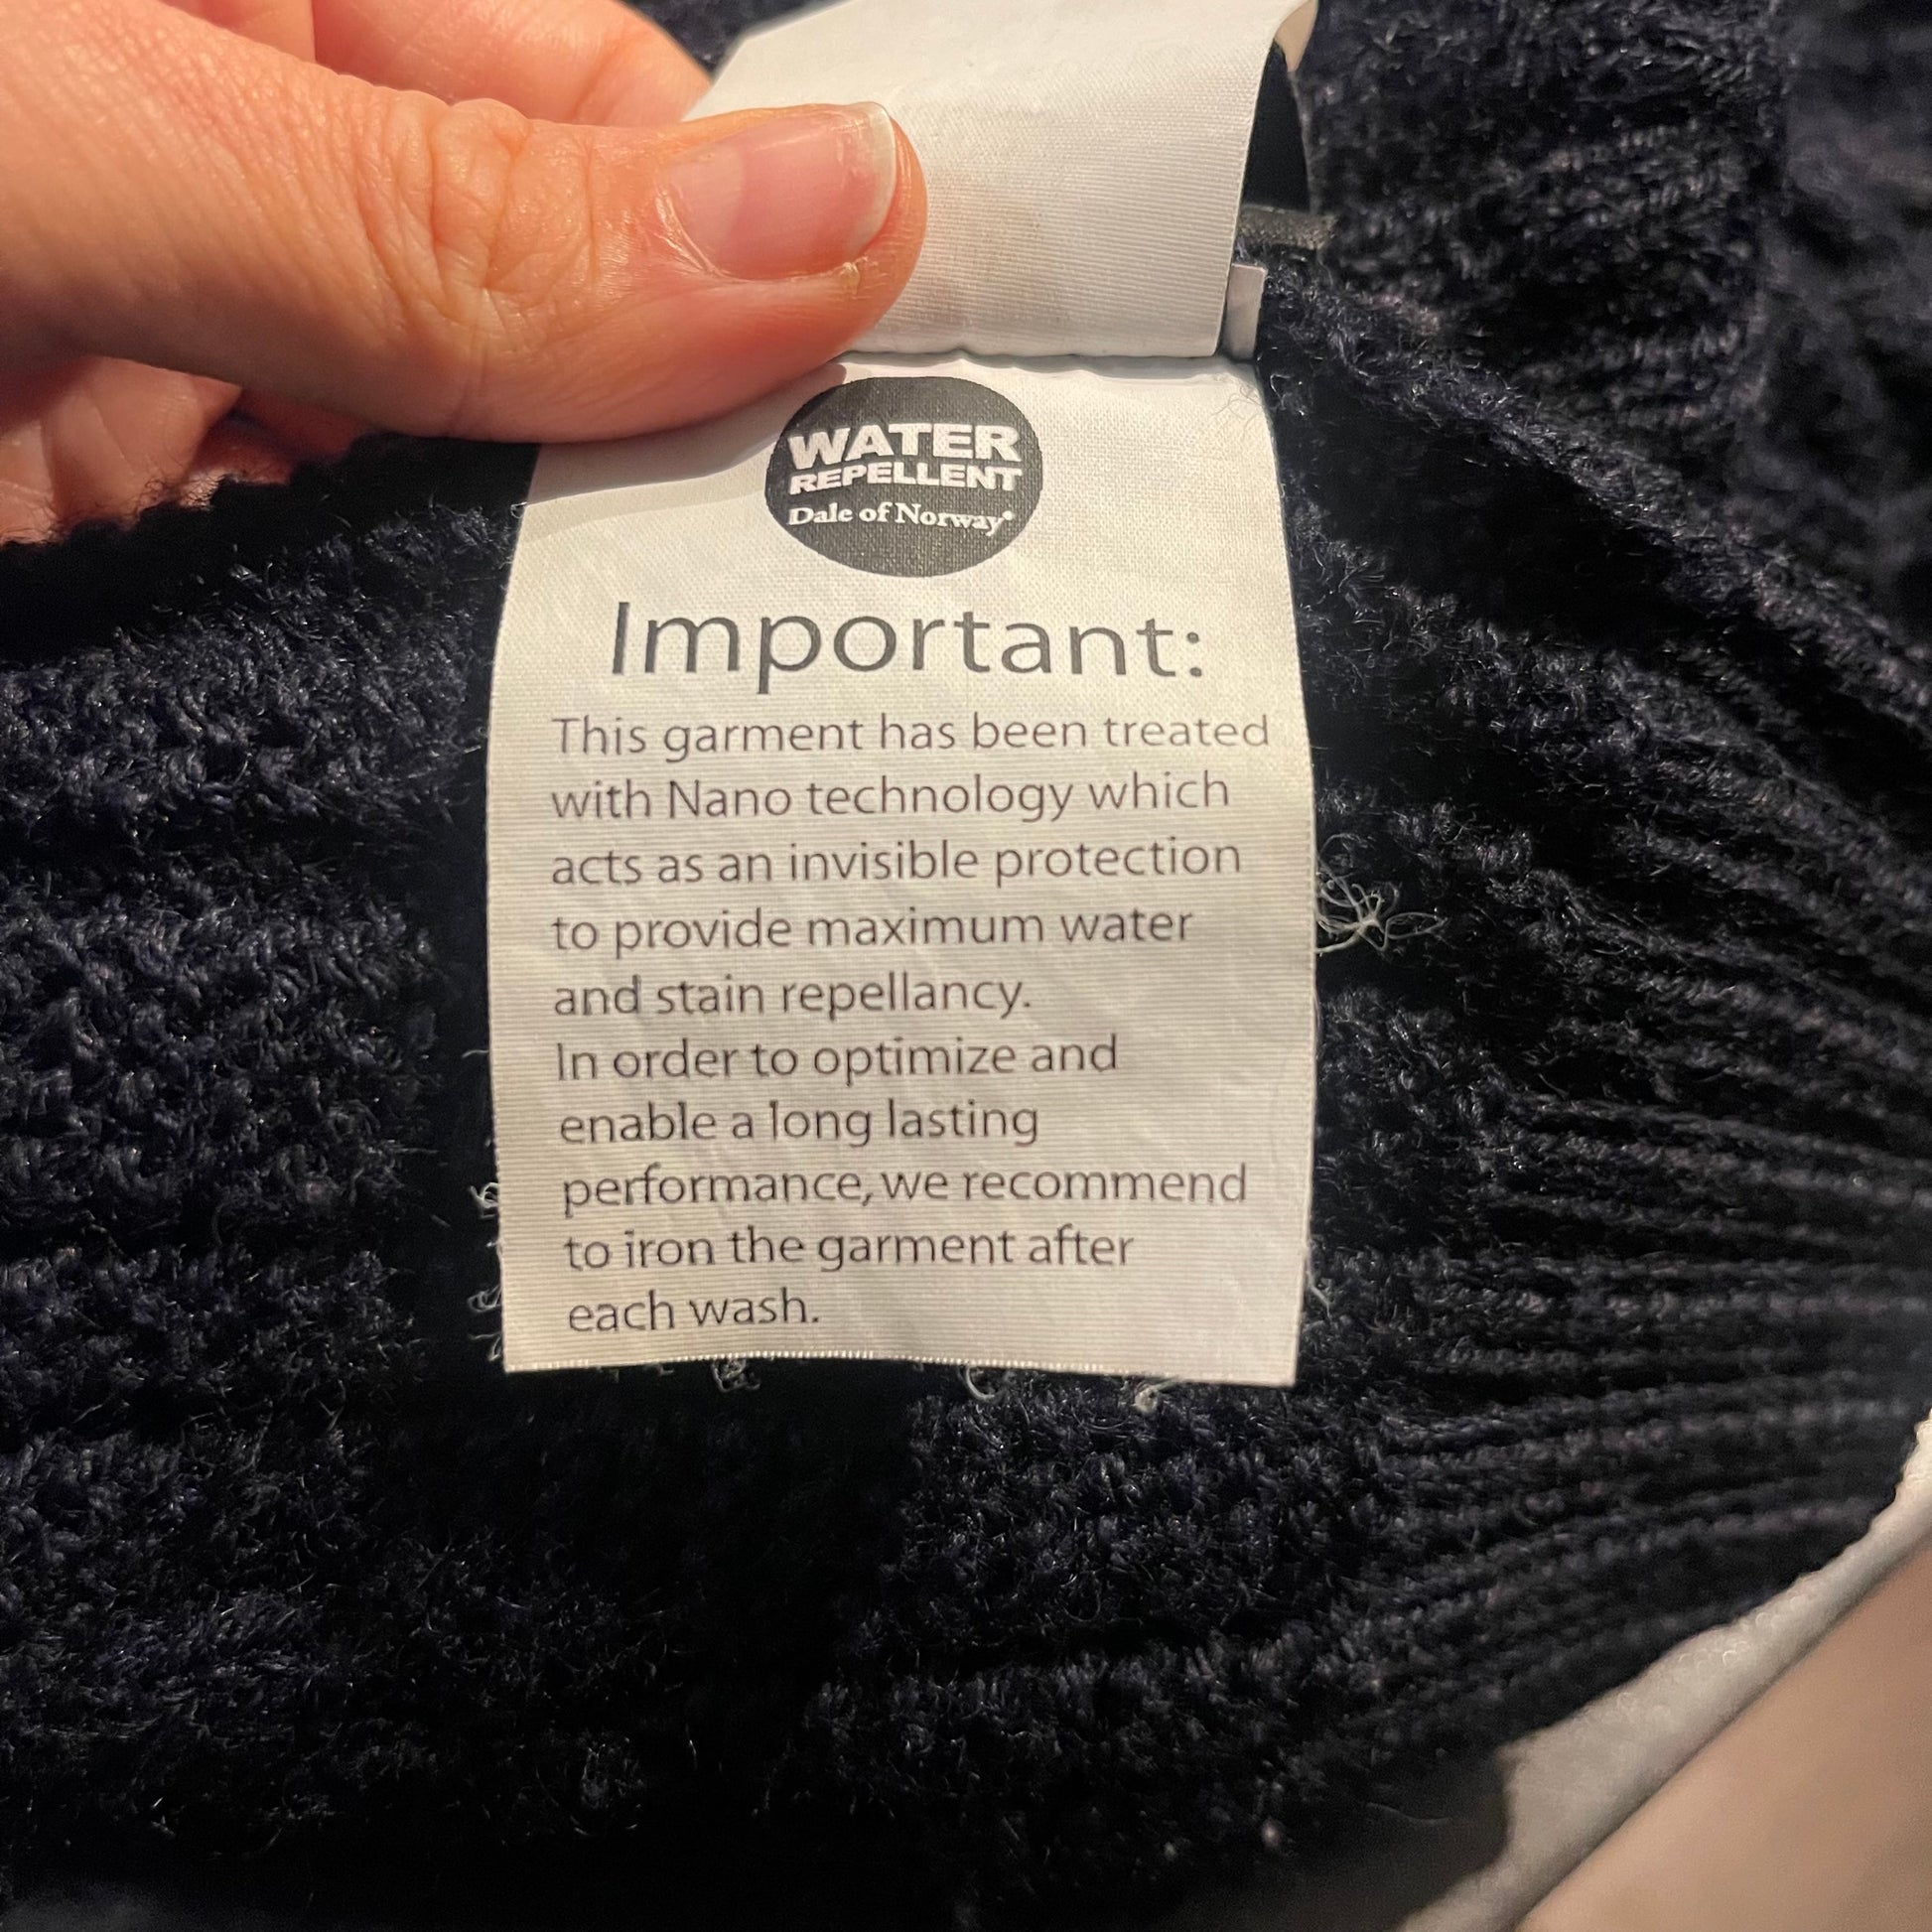 WATER
REPELLENT
Dale of Norway®
Important:
This garment has been treated
with Nano technology which
acts as an invisible protection
to provide maximum water
and stain repellancy.
In order to optimize and
enable a long lasting
performance, we recommend
to iron the garment after
each wash.